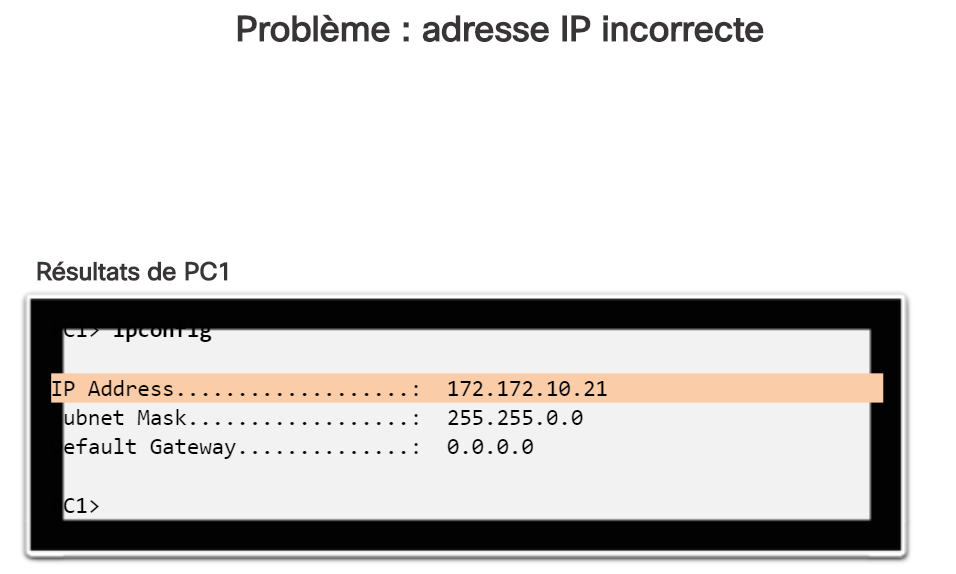 Problème : adresse IP incorrecte
Résultats de PC1
C1> ipconfig
IP Address...................:  172.172.10.21
ubnet Mask..................:  255.255.0.0
efault Gateway..............:  0.0.0.0
C1>